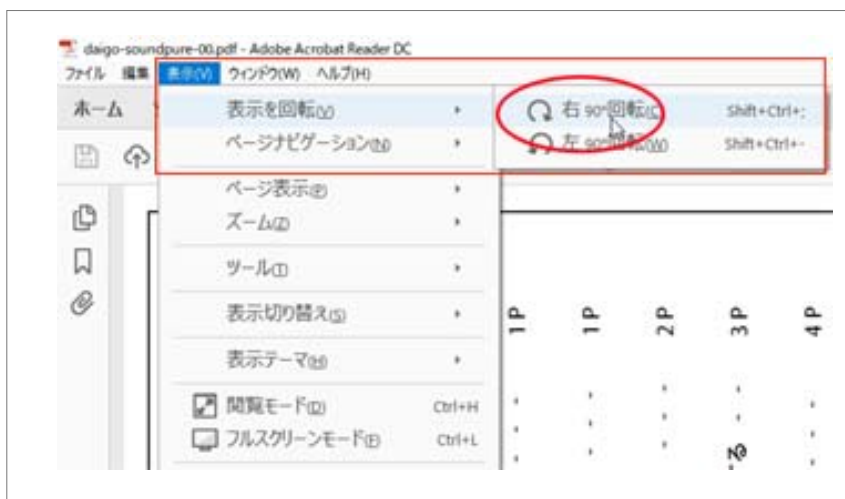 daigo-soundpure-00.pdf - Adobe Acrobat Reader DC
ファイル 編集 表示(V) ウィンドウ(W) ヘルプ(H)
ホーム
表示を回転(V)
右 90°回転(C) Shift+Ctrl+;
ページナビゲーション(N)
左 90°回転(W) Shift+Ctrl+-
ページ表示(P)
ズーム(Z)
ツール(T)
表示切り替え(S)
表示テーマ(H)
閲覧モード(D) Ctrl+H
フルスクリーンモード(F) Ctrl+L
1P
1P
2P
3P
4P